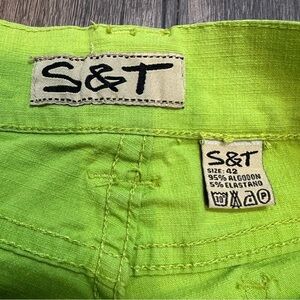 S&T
S&T
SIZE: 42
95% ALGODON
5% ELASTANO